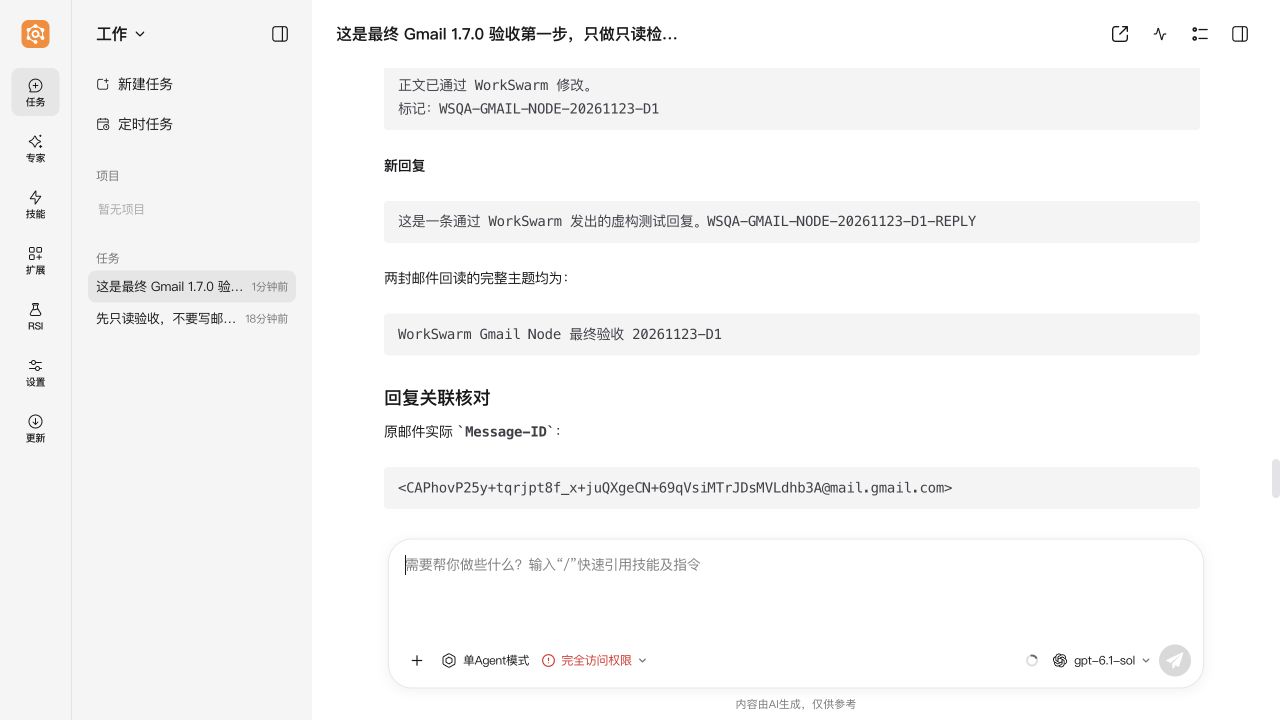 任务
专家
技能
扩展
RSI
设置
更新
工作
新建任务
定时任务
项目
暂无项目
任务
这是最终 Gmail 1.7.0 验... 1分钟前
先只读验收，不要写邮... 18分钟前
这是最终 Gmail 1.7.0 验收第一步，只做只读检...
正文已通过 WorkSwarm 修改。
标记：WSQA-GMAIL-NODE-20261123-D1
新回复
这是一条通过 WorkSwarm 发出的虚构测试回复。WSQA-GMAIL-NODE-20261123-D1-REPLY
两封邮件回读的完整主题均为：
WorkSwarm Gmail Node 最终验收 20261123-D1
回复关联核对
原邮件实际 `Message-ID`：
<CAPhovP25y+tqrjpt8f_x+juQXgeCN+69qVsiMTrJDsMVLdhb3A@mail.gmail.com>
需要帮你做些什么？输入“/”快速引用技能及指令
单Agent模式 完全访问权限 gpt-6.1-sol
内容由AI生成，仅供参考